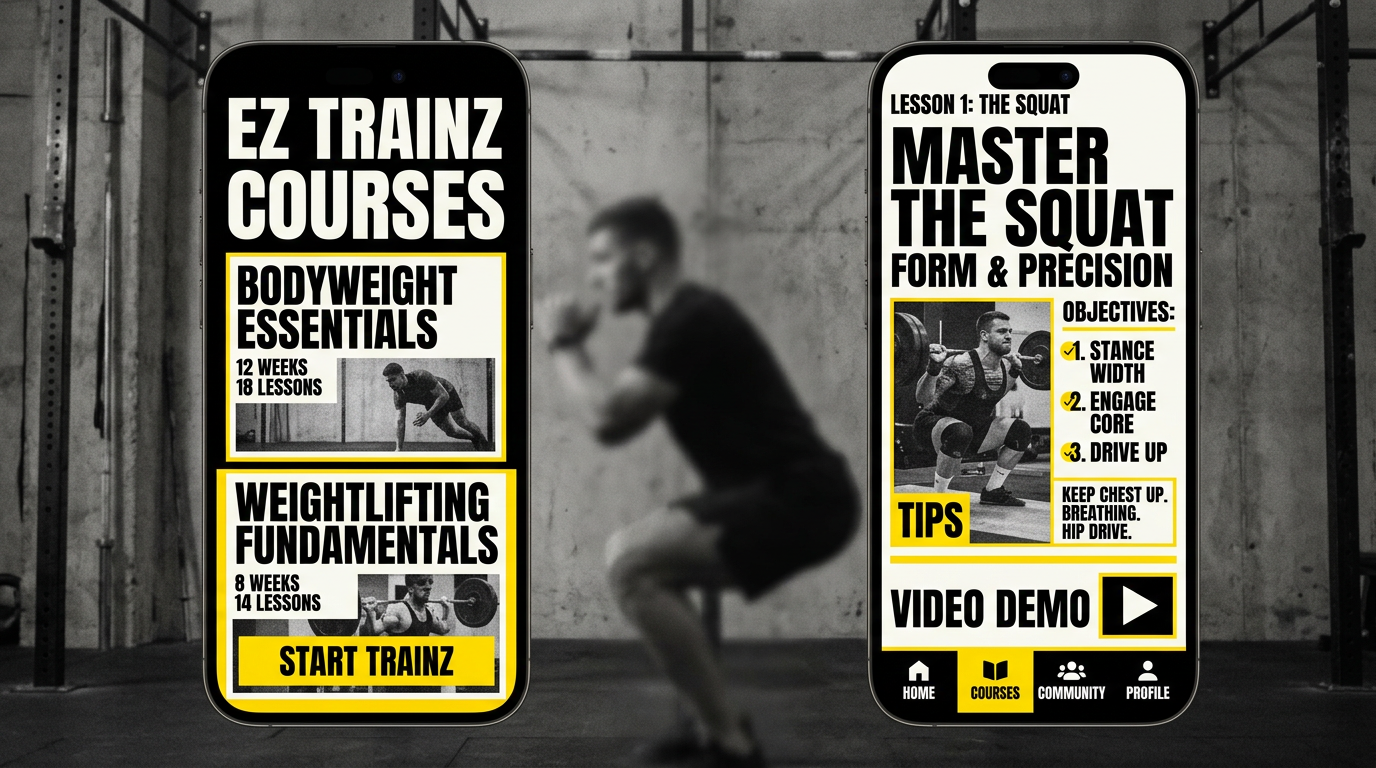 EZ TRAINZ
COURSES
BODYWEIGHT
ESSENTIALS
12 WEEKS
18 LESSONS
WEIGHTLIFTING
FUNDAMENTALS
8 WEEKS
14 LESSONS
START TRAINZ
LESSON 1: THE SQUAT
MASTER
THE SQUAT
FORM & PRECISION
OBJECTIVES:
1. STANCE
WIDTH
2. ENGAGE
CORE
3. DRIVE UP
TIPS
KEEP CHEST UP.
BREATHING.
HIP DRIVE.
VIDEO DEMO
HOME
COURSES
COMMUNITY
PROFILE